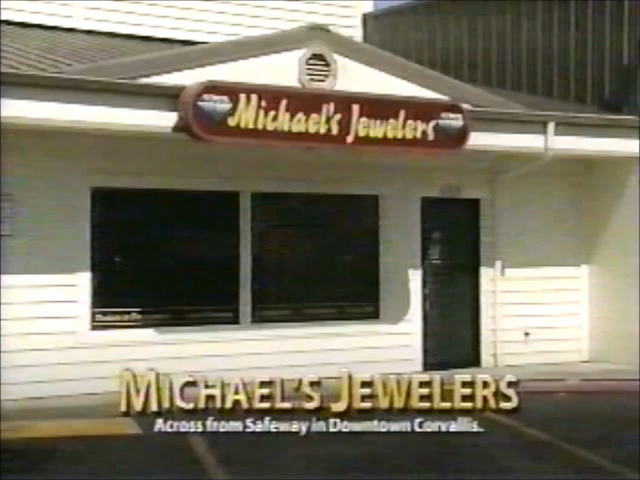 Michael's Jewelers
MICHAEL'S JEWELERS
Across from Safeway in Downtown Corvallis.